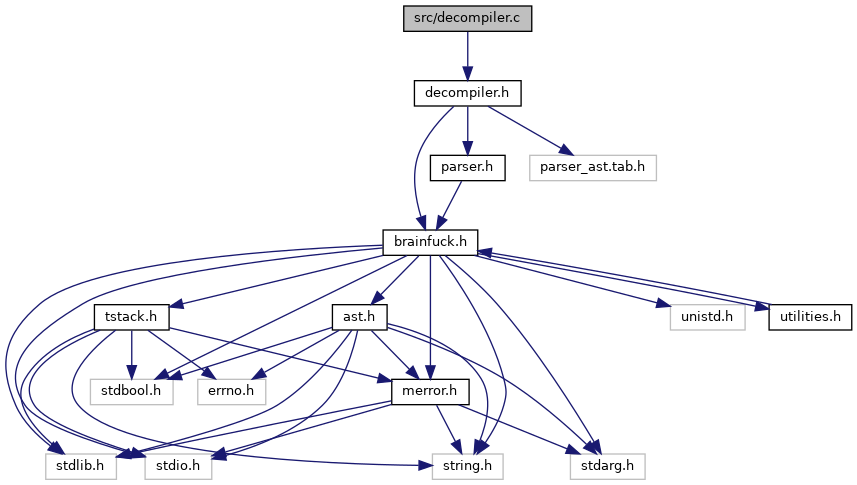 src/decompiler.c
decompiler.h
parser.h
parser_ast.tab.h
brainfuck.h
tstack.h
ast.h
unistd.h
utilities.h
stdbool.h
errno.h
merror.h
stdlib.h
stdio.h
string.h
stdarg.h